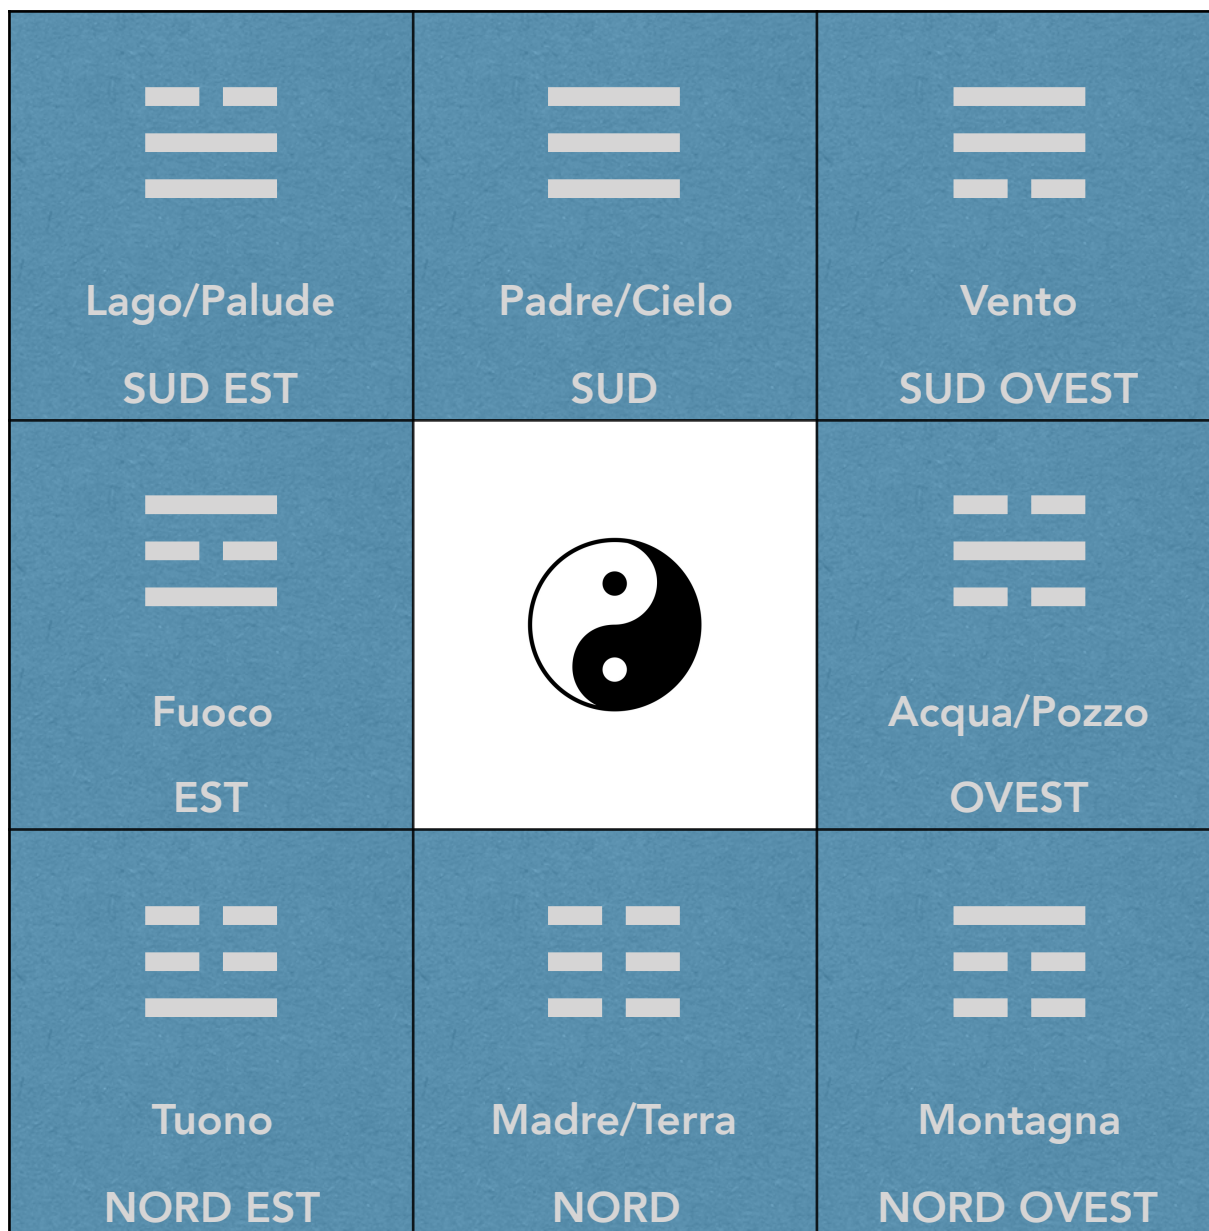 Lago/Palude
SUD EST
Padre/Cielo
SUD
Vento
SUD OVEST
Fuoco
EST
Acqua/Pozzo
OVEST
Tuono
NORD EST
Madre/Terra
NORD
Montagna
NORD OVEST